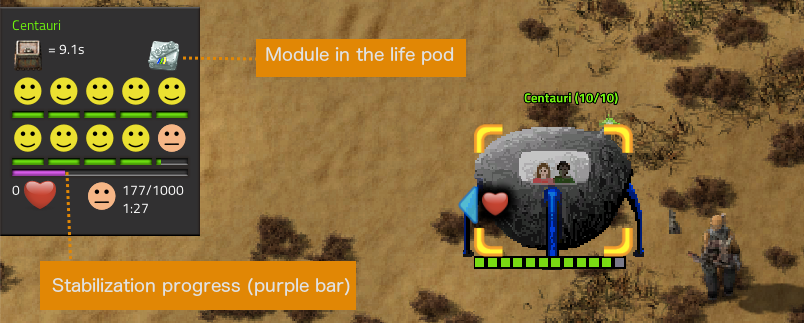 Centauri
= 9.1s
Module in the life pod
Centauri (10/10)
0
177/1000
1:27
Stabilization progress (purple bar)